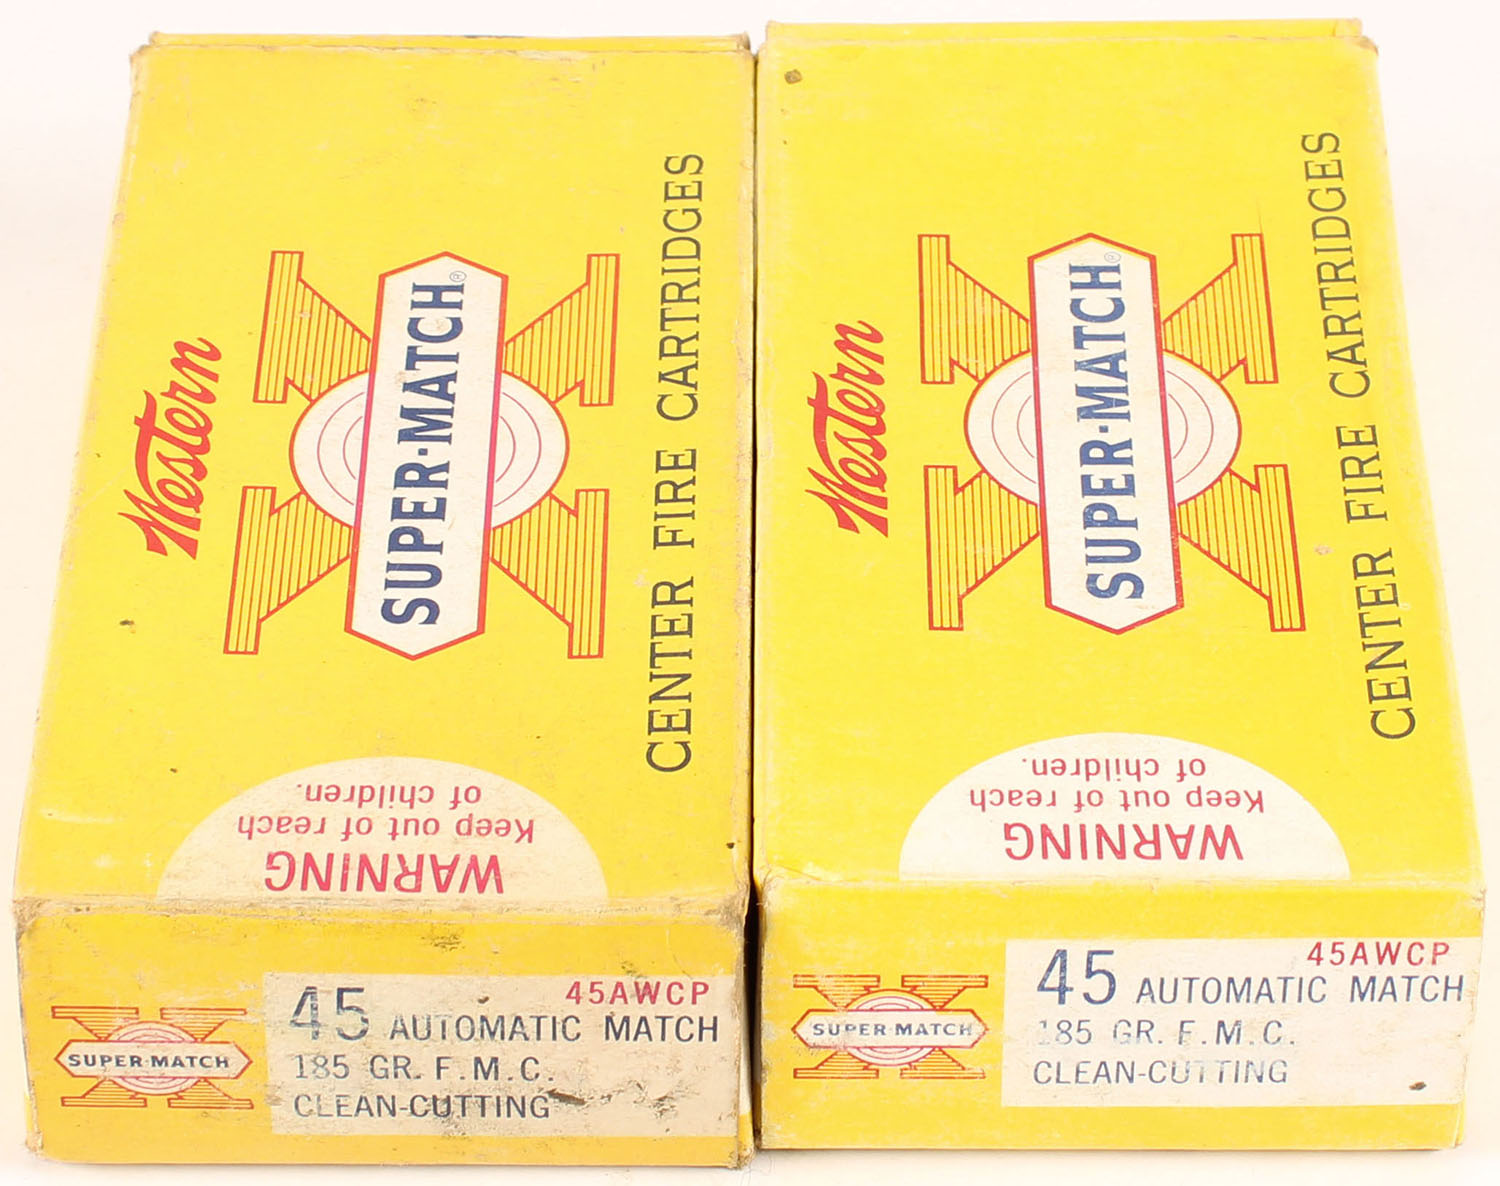 Western
SUPER-MATCH®
CENTER FIRE CARTRIDGES
WARNING
Keep out of reach
of children.
SUPER-MATCH
45AWCP
45 AUTOMATIC MATCH
185 GR. F.M.C.
CLEAN-CUTTING
Western
SUPER-MATCH®
CENTER FIRE CARTRIDGES
WARNING
Keep out of reach
of children.
SUPER-MATCH
45AWCP
45 AUTOMATIC MATCH
185 GR. F.M.C.
CLEAN-CUTTING